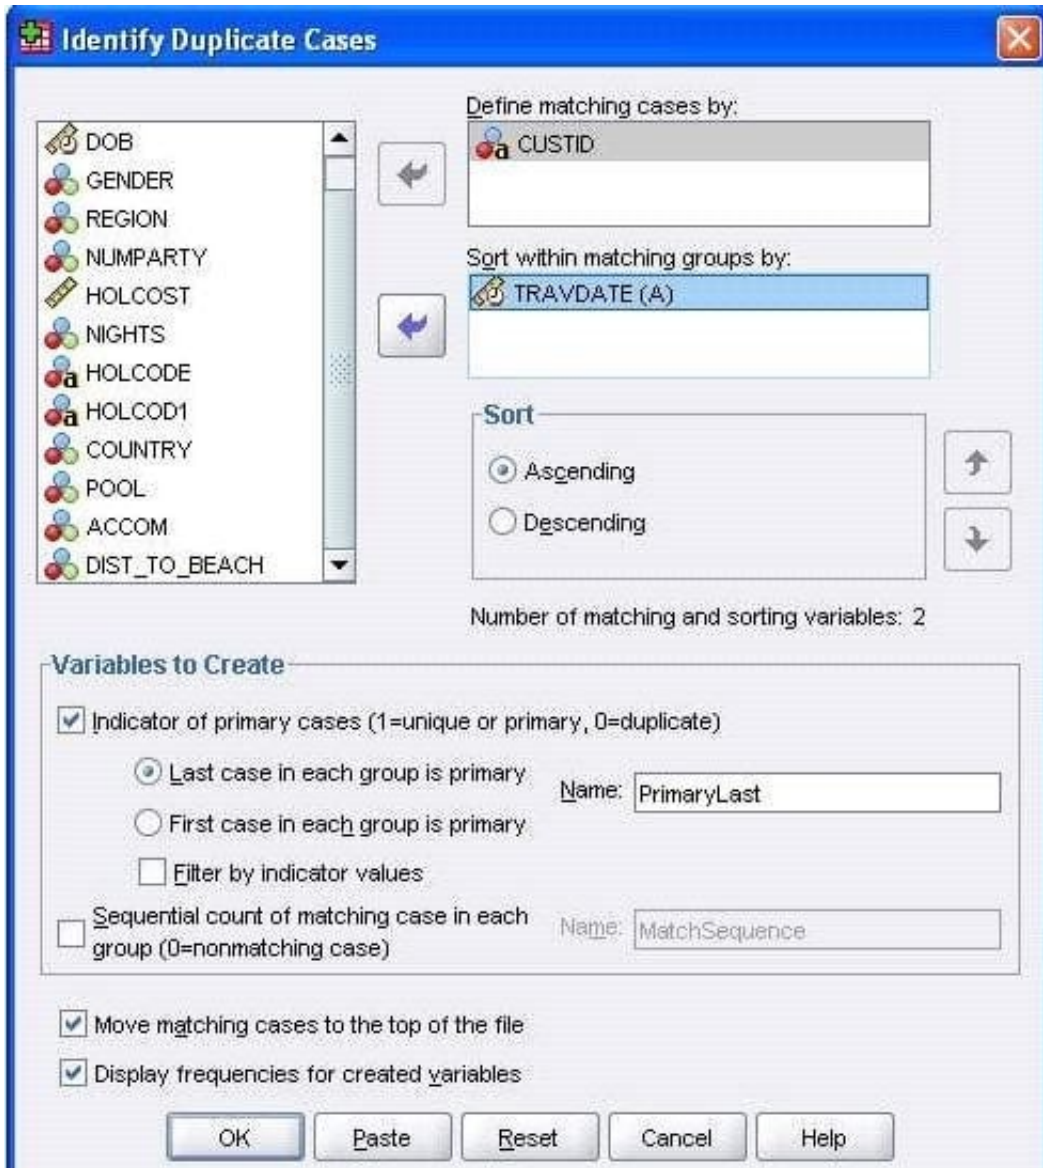 Identify Duplicate Cases
DOB
GENDER
REGION
NUMPARTY
HOLCOST
NIGHTS
HOLCODE
HOLCOD1
COUNTRY
POOL
ACCOM
DIST_TO_BEACH
Define matching cases by:
a CUSTID
Sort within matching groups by:
TRAVDATE (A)
Sort
Ascending
Descending
Number of matching and sorting variables: 2
Variables to Create
Indicator of primary cases (1=unique or primary, 0=duplicate)
Last case in each group is primary
Name: PrimaryLast
First case in each group is primary
Filter by indicator values
Sequential count of matching case in each
group (0=nonmatching case)
Name: MatchSequence
Move matching cases to the top of the file
Display frequencies for created variables
OK Paste Reset Cancel Help